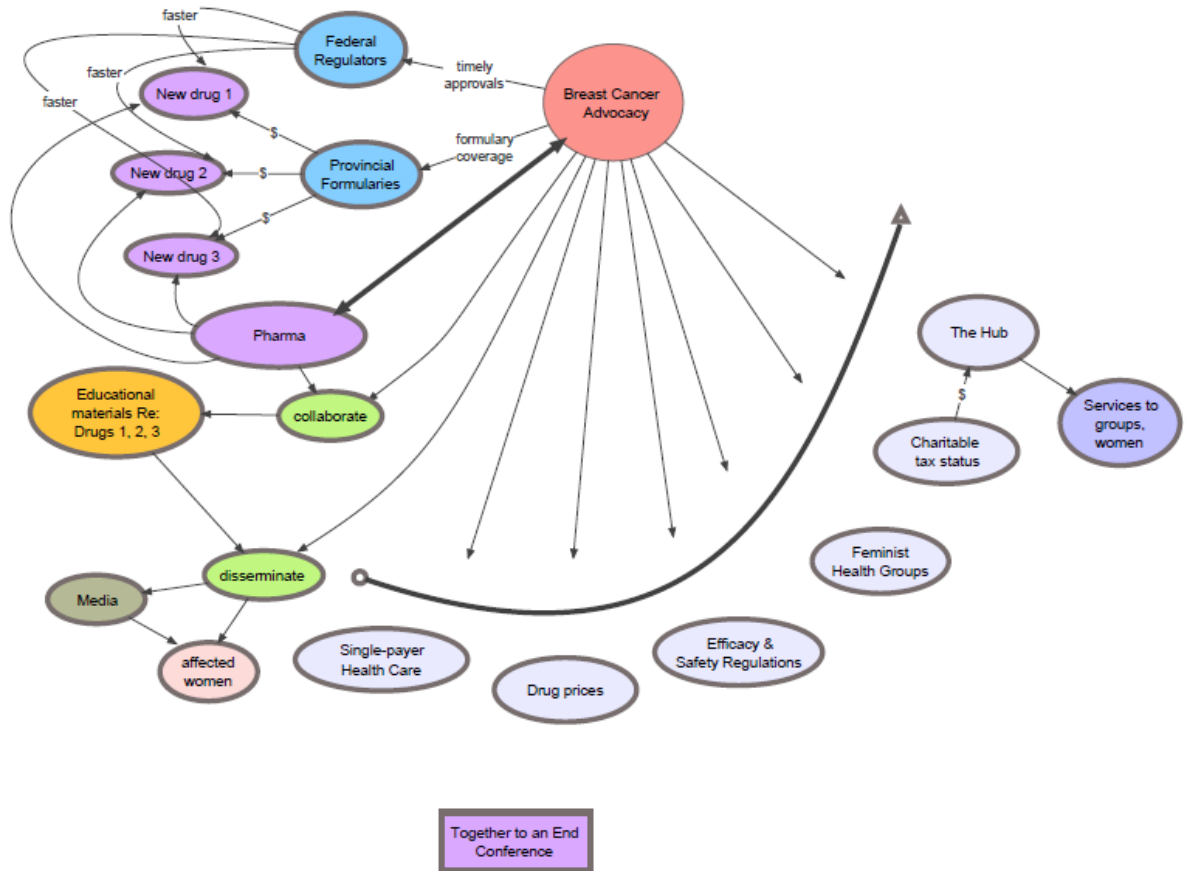 faster
Federal
Regulators
timely
approvals
Breast Cancer
Advocacy
faster
New drug 1
faster
$
formulary
coverage
New drug 2
$
Provincial
Formularies
$
New drug 3
Pharma
The Hub
Educational
materials Re:
Drugs 1, 2, 3
collaborate
$
Services to
groups,
women
Charitable
tax status
Feminist
Health Groups
disserminate
Media
affected
women
Single-payer
Health Care
Efficacy &
Safety Regulations
Drug prices
Together to an End
Conference